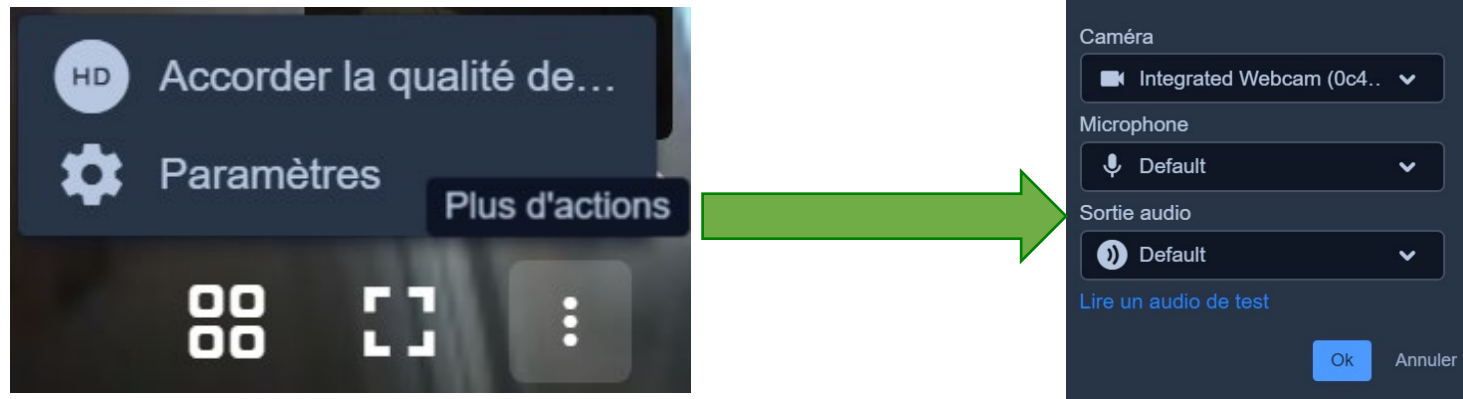 HD
Accorder la qualité de...
Paramètres
Plus d'actions
Caméra
Integrated Webcam (0c4..
Microphone
Default
Sortie audio
Default
Lire un audio de test
Ok
Annuler